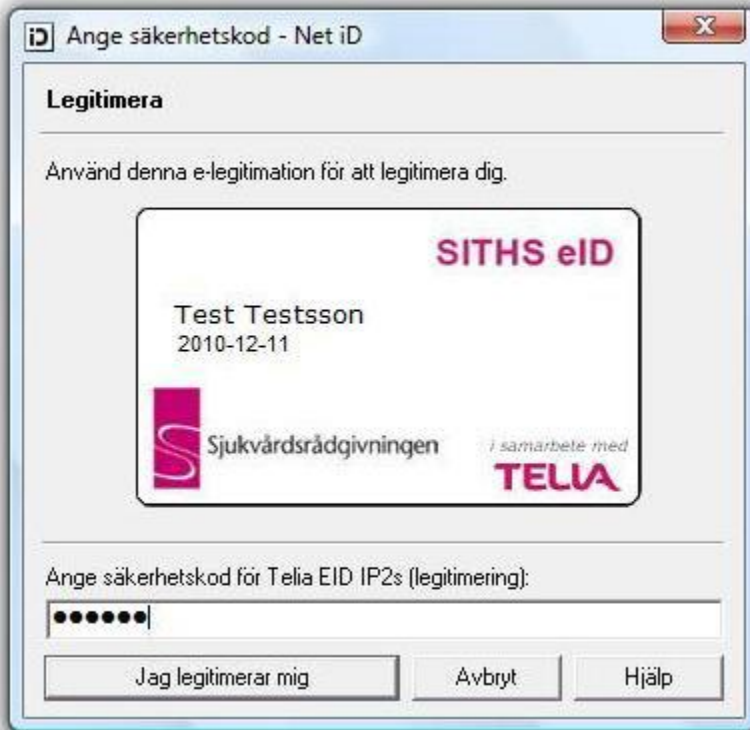 iD Ange säkerhetskod - Net iD
Legitimera
Använd denna e-legitimation för att legitimera dig.
SITHS eID
Test Testsson
2010-12-11
Sjukvårdsrådgivningen
i samarbete med
TELIA
Ange säkerhetskod för Telia EID IP2s (legitimering):
●●●●●●
Jag legitimerar mig Avbryt Hjälp